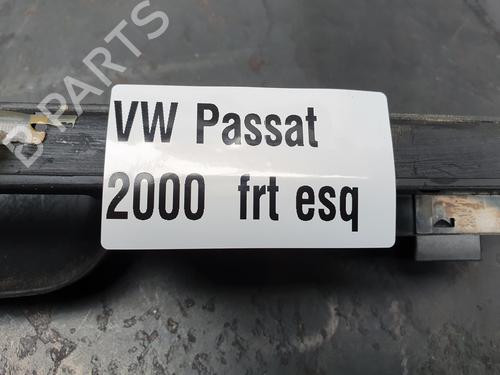 B-PARTS
VW Passat
2000 frt esq